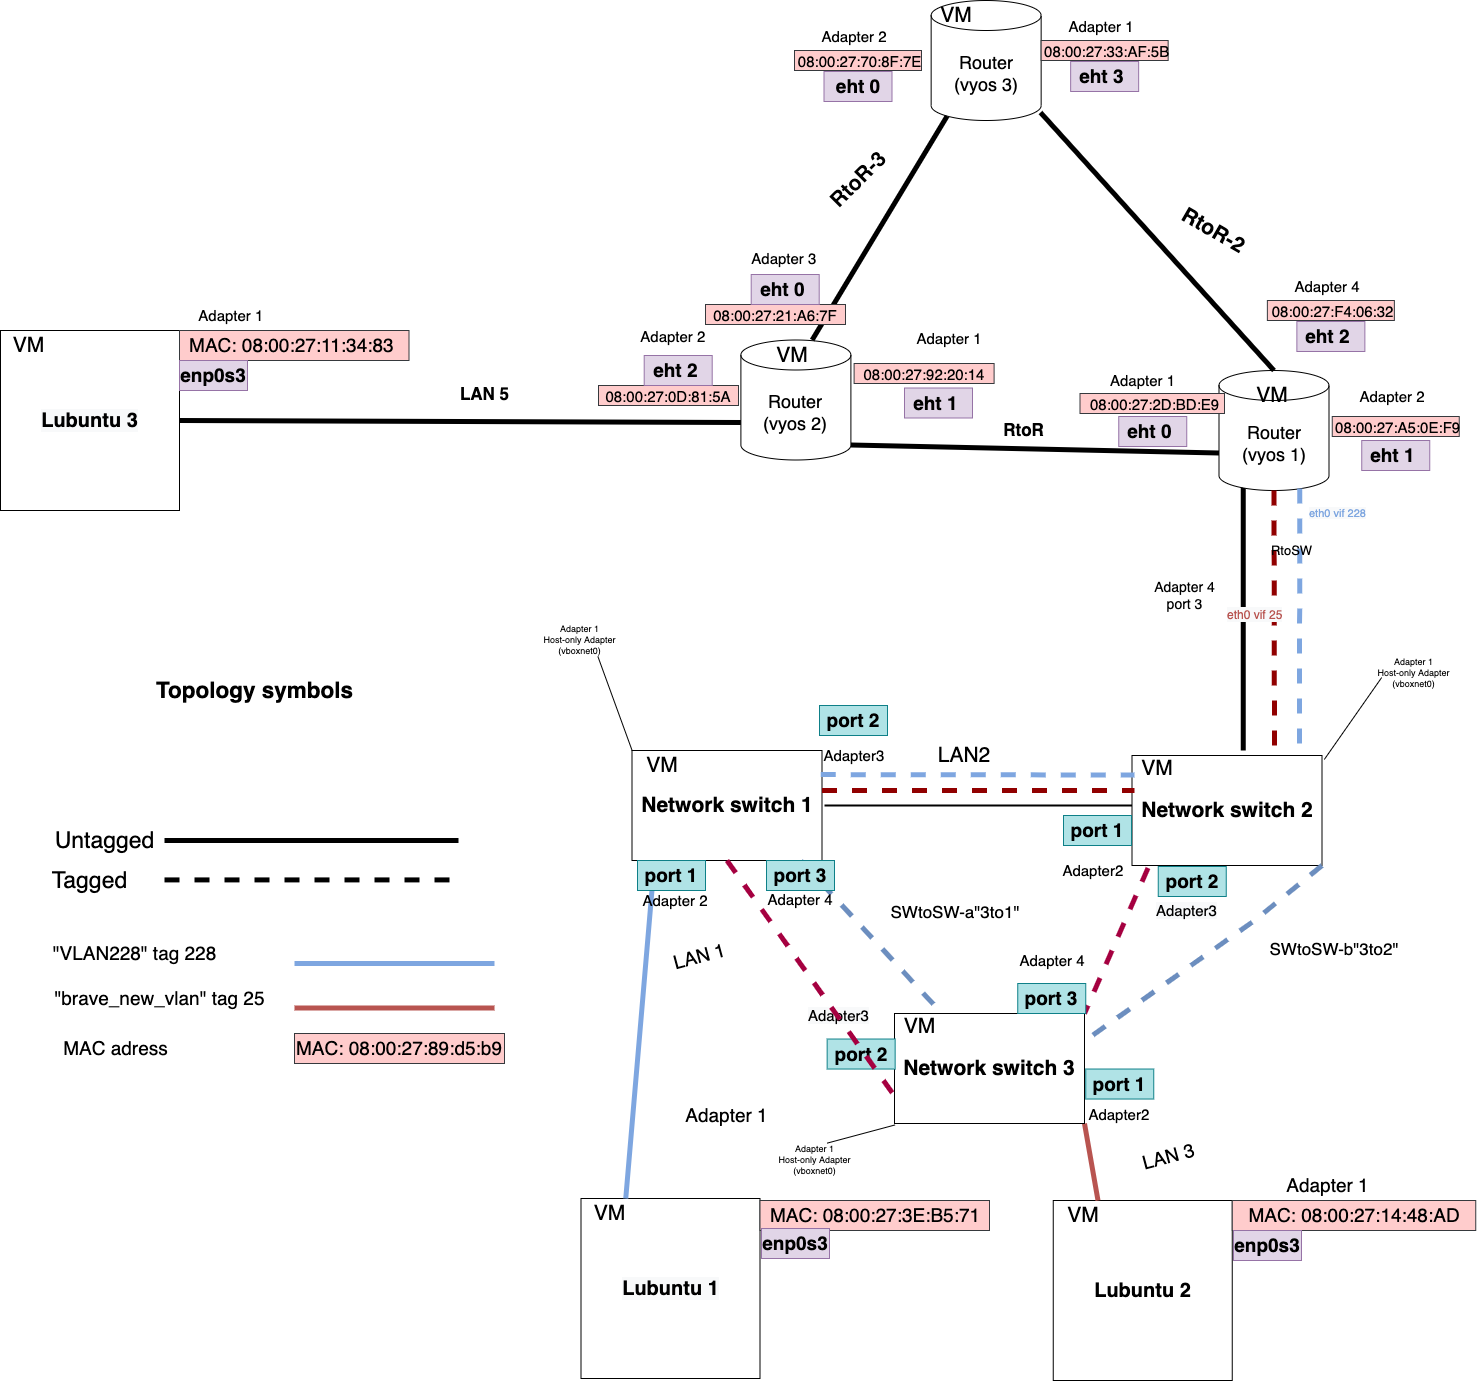 VM
Router
(vyos 3)
Adapter 2
08:00:27:70:8F:7E
eht 0
Adapter 1
08:00:27:33:AF:5B
eht 3
RtoR-3
RtoR-2
Adapter 3
eht 0
08:00:27:21:A6:7F
Adapter 4
08:00:27:F4:06:32
eht 2
Adapter 1
MAC: 08:00:27:11:34:83
enp0s3
VM
Lubuntu 3
LAN 5
Adapter 2
eht 2
08:00:27:0D:81:5A
VM
Router
(vyos 2)
Adapter 1
08:00:27:92:20:14
eht 1
RtoR
Adapter 1
08:00:27:2D:BD:E9
eht 0
VM
Router
(vyos 1)
Adapter 2
08:00:27:A5:0E:F9
eht 1
eth0 vif 228
RtoSW
Adapter 4
port 3
eth0 vif 25
Adapter 1
Host-only Adapter
(vboxnet0)
Adapter 1
Host-only Adapter
(vboxnet0)
Topology symbols
Untagged
Tagged
"VLAN228" tag 228
"brave_new_vlan" tag 25
MAC adress
MAC: 08:00:27:89:d5:b9
port 2
Adapter3
LAN2
VM
Network switch 1
VM
Network switch 2
port 1
Adapter2
port 1
Adapter 2
port 3
Adapter 4
port 2
Adapter3
SWtoSW-a"3to1"
SWtoSW-b"3to2"
LAN 1
Adapter 4
port 3
Adapter3
port 2
VM
Network switch 3
port 1
Adapter2
Adapter 1
Adapter 1
Host-only Adapter
(vboxnet0)
LAN 3
VM
Lubuntu 1
MAC: 08:00:27:3E:B5:71
enp0s3
Adapter 1
VM
Lubuntu 2
MAC: 08:00:27:14:48:AD
enp0s3